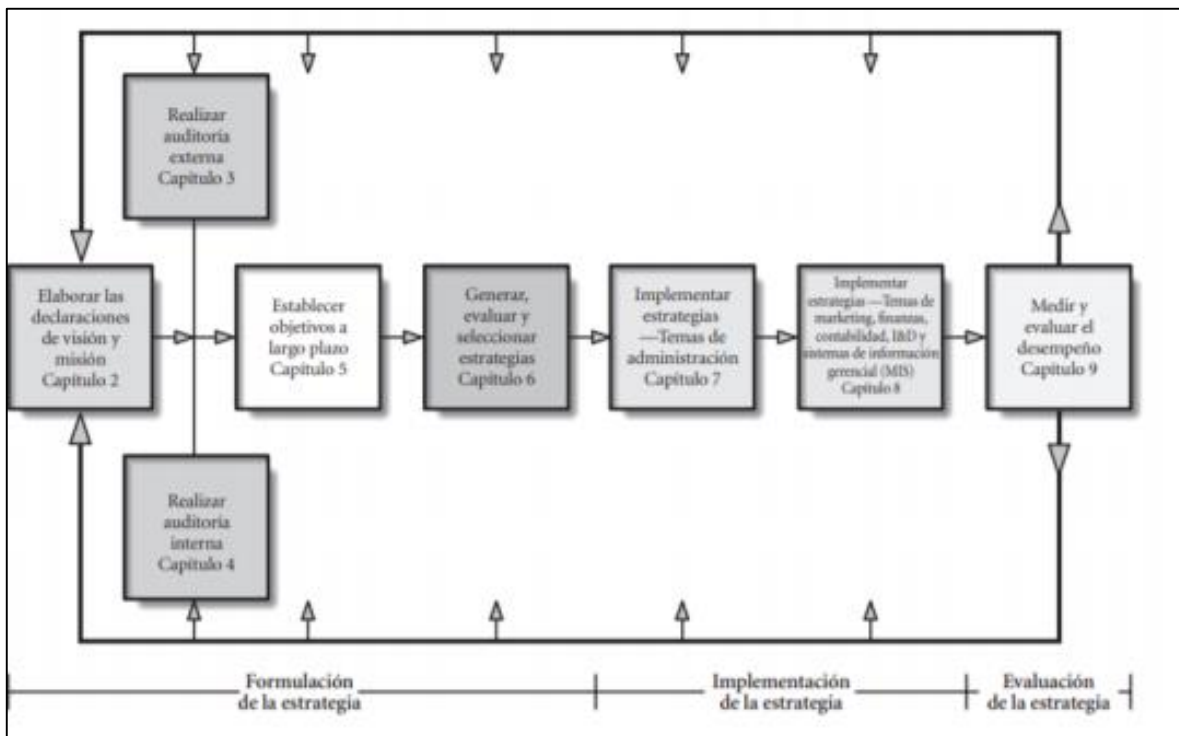 Realizar
auditoría
externa
Capítulo 3
Elaborar las
declaraciones
de visión y
misión
Capítulo 2
Establecer
objetivos a
largo plazo
Capítulo 5
Generar,
evaluar y
seleccionar
estrategias
Capítulo 6
Implementar
estrategias
—Temas de
administración
Capítulo 7
Implementar
estrategias —Temas de
marketing, finanzas,
contabilidad, I&D y
sistemas de información
gerencial (MIS)
Capítulo 8
Medir y
evaluar el
desempeño
Capítulo 9
Realizar
auditoría
interna
Capítulo 4
Formulación
de la estrategia
Implementación
de la estrategia
Evaluación
de la estrategia